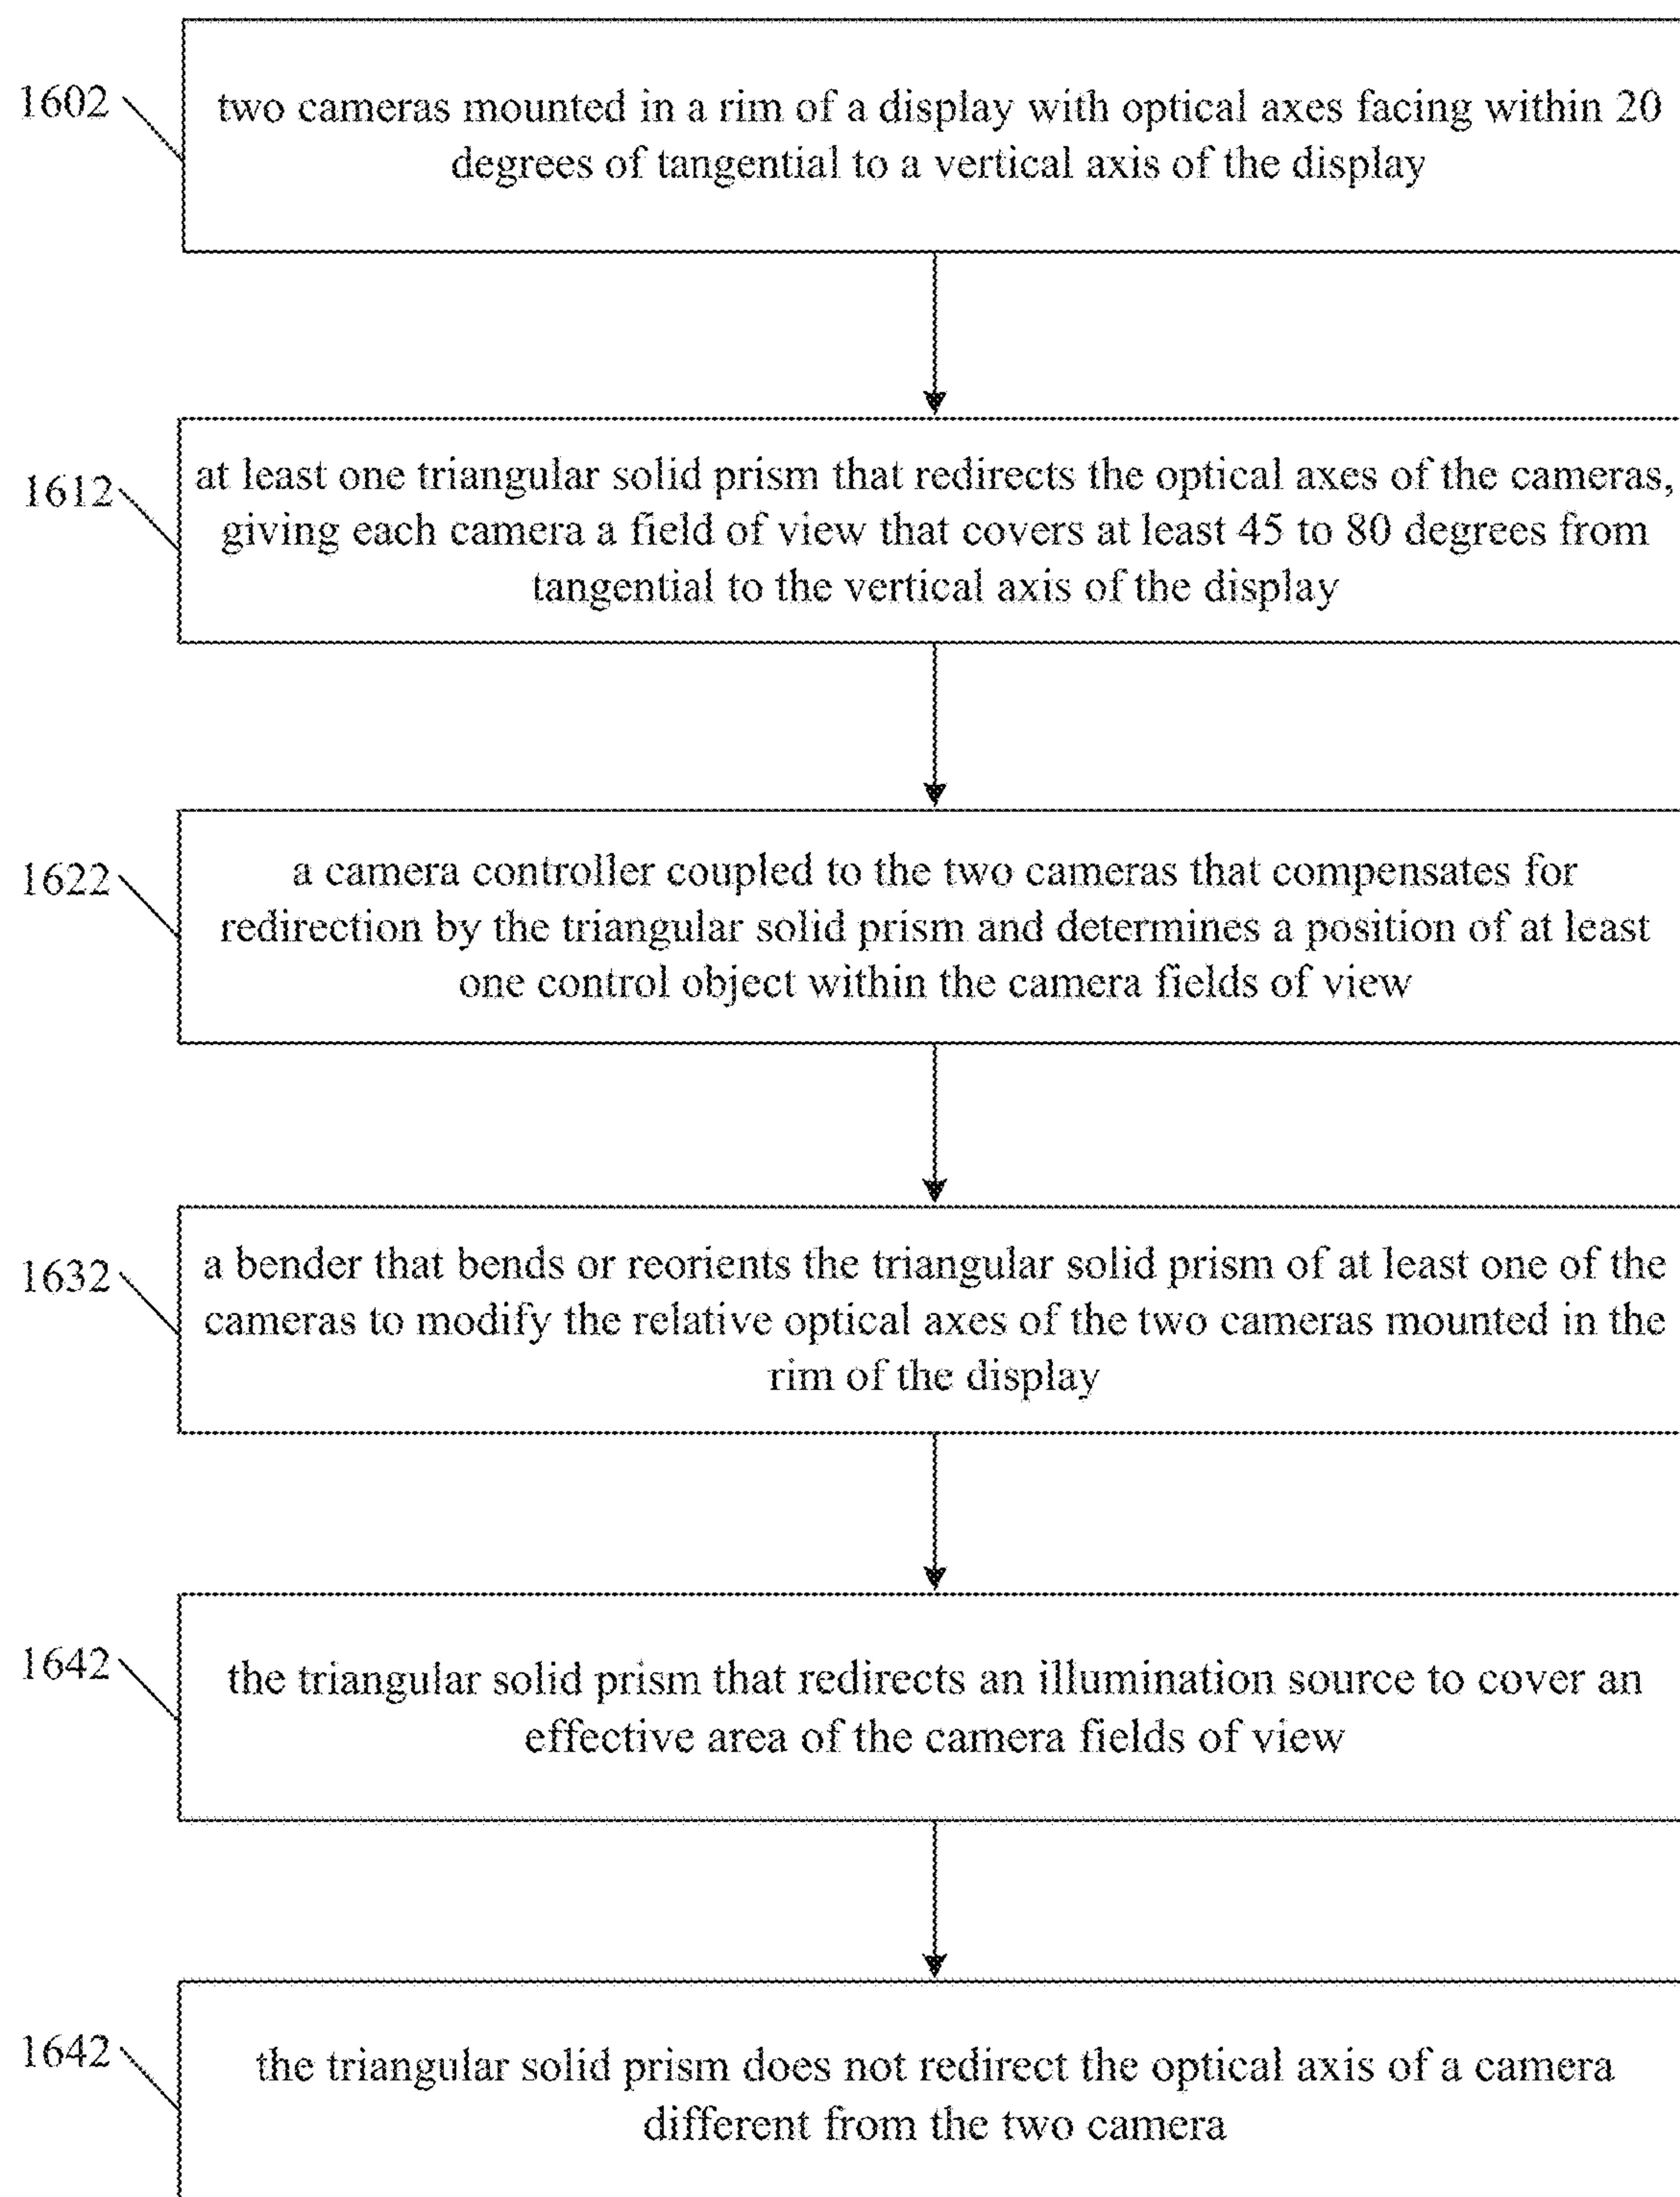 1602
two cameras mounted in a rim of a display with optical axes facing within 20
degrees of tangential to a vertical axis of the display
1612
at least one triangular solid prism that redirects the optical axes of the cameras,
giving each camera a field of view that covers at least 45 to 80 degrees from
tangential to the vertical axis of the display
1622
a camera controller coupled to the two cameras that compensates for
redirection by the triangular solid prism and determines a position of at least
one control object within the camera fields of view
1632
a bender that bends or reorients the triangular solid prism of at least one of the
cameras to modify the relative optical axes of the two cameras mounted in the
rim of the display
1642
the triangular solid prism that redirects an illumination source to cover an
effective area of the camera fields of view
1642
the triangular solid prism does not redirect the optical axis of a camera
different from the two camera